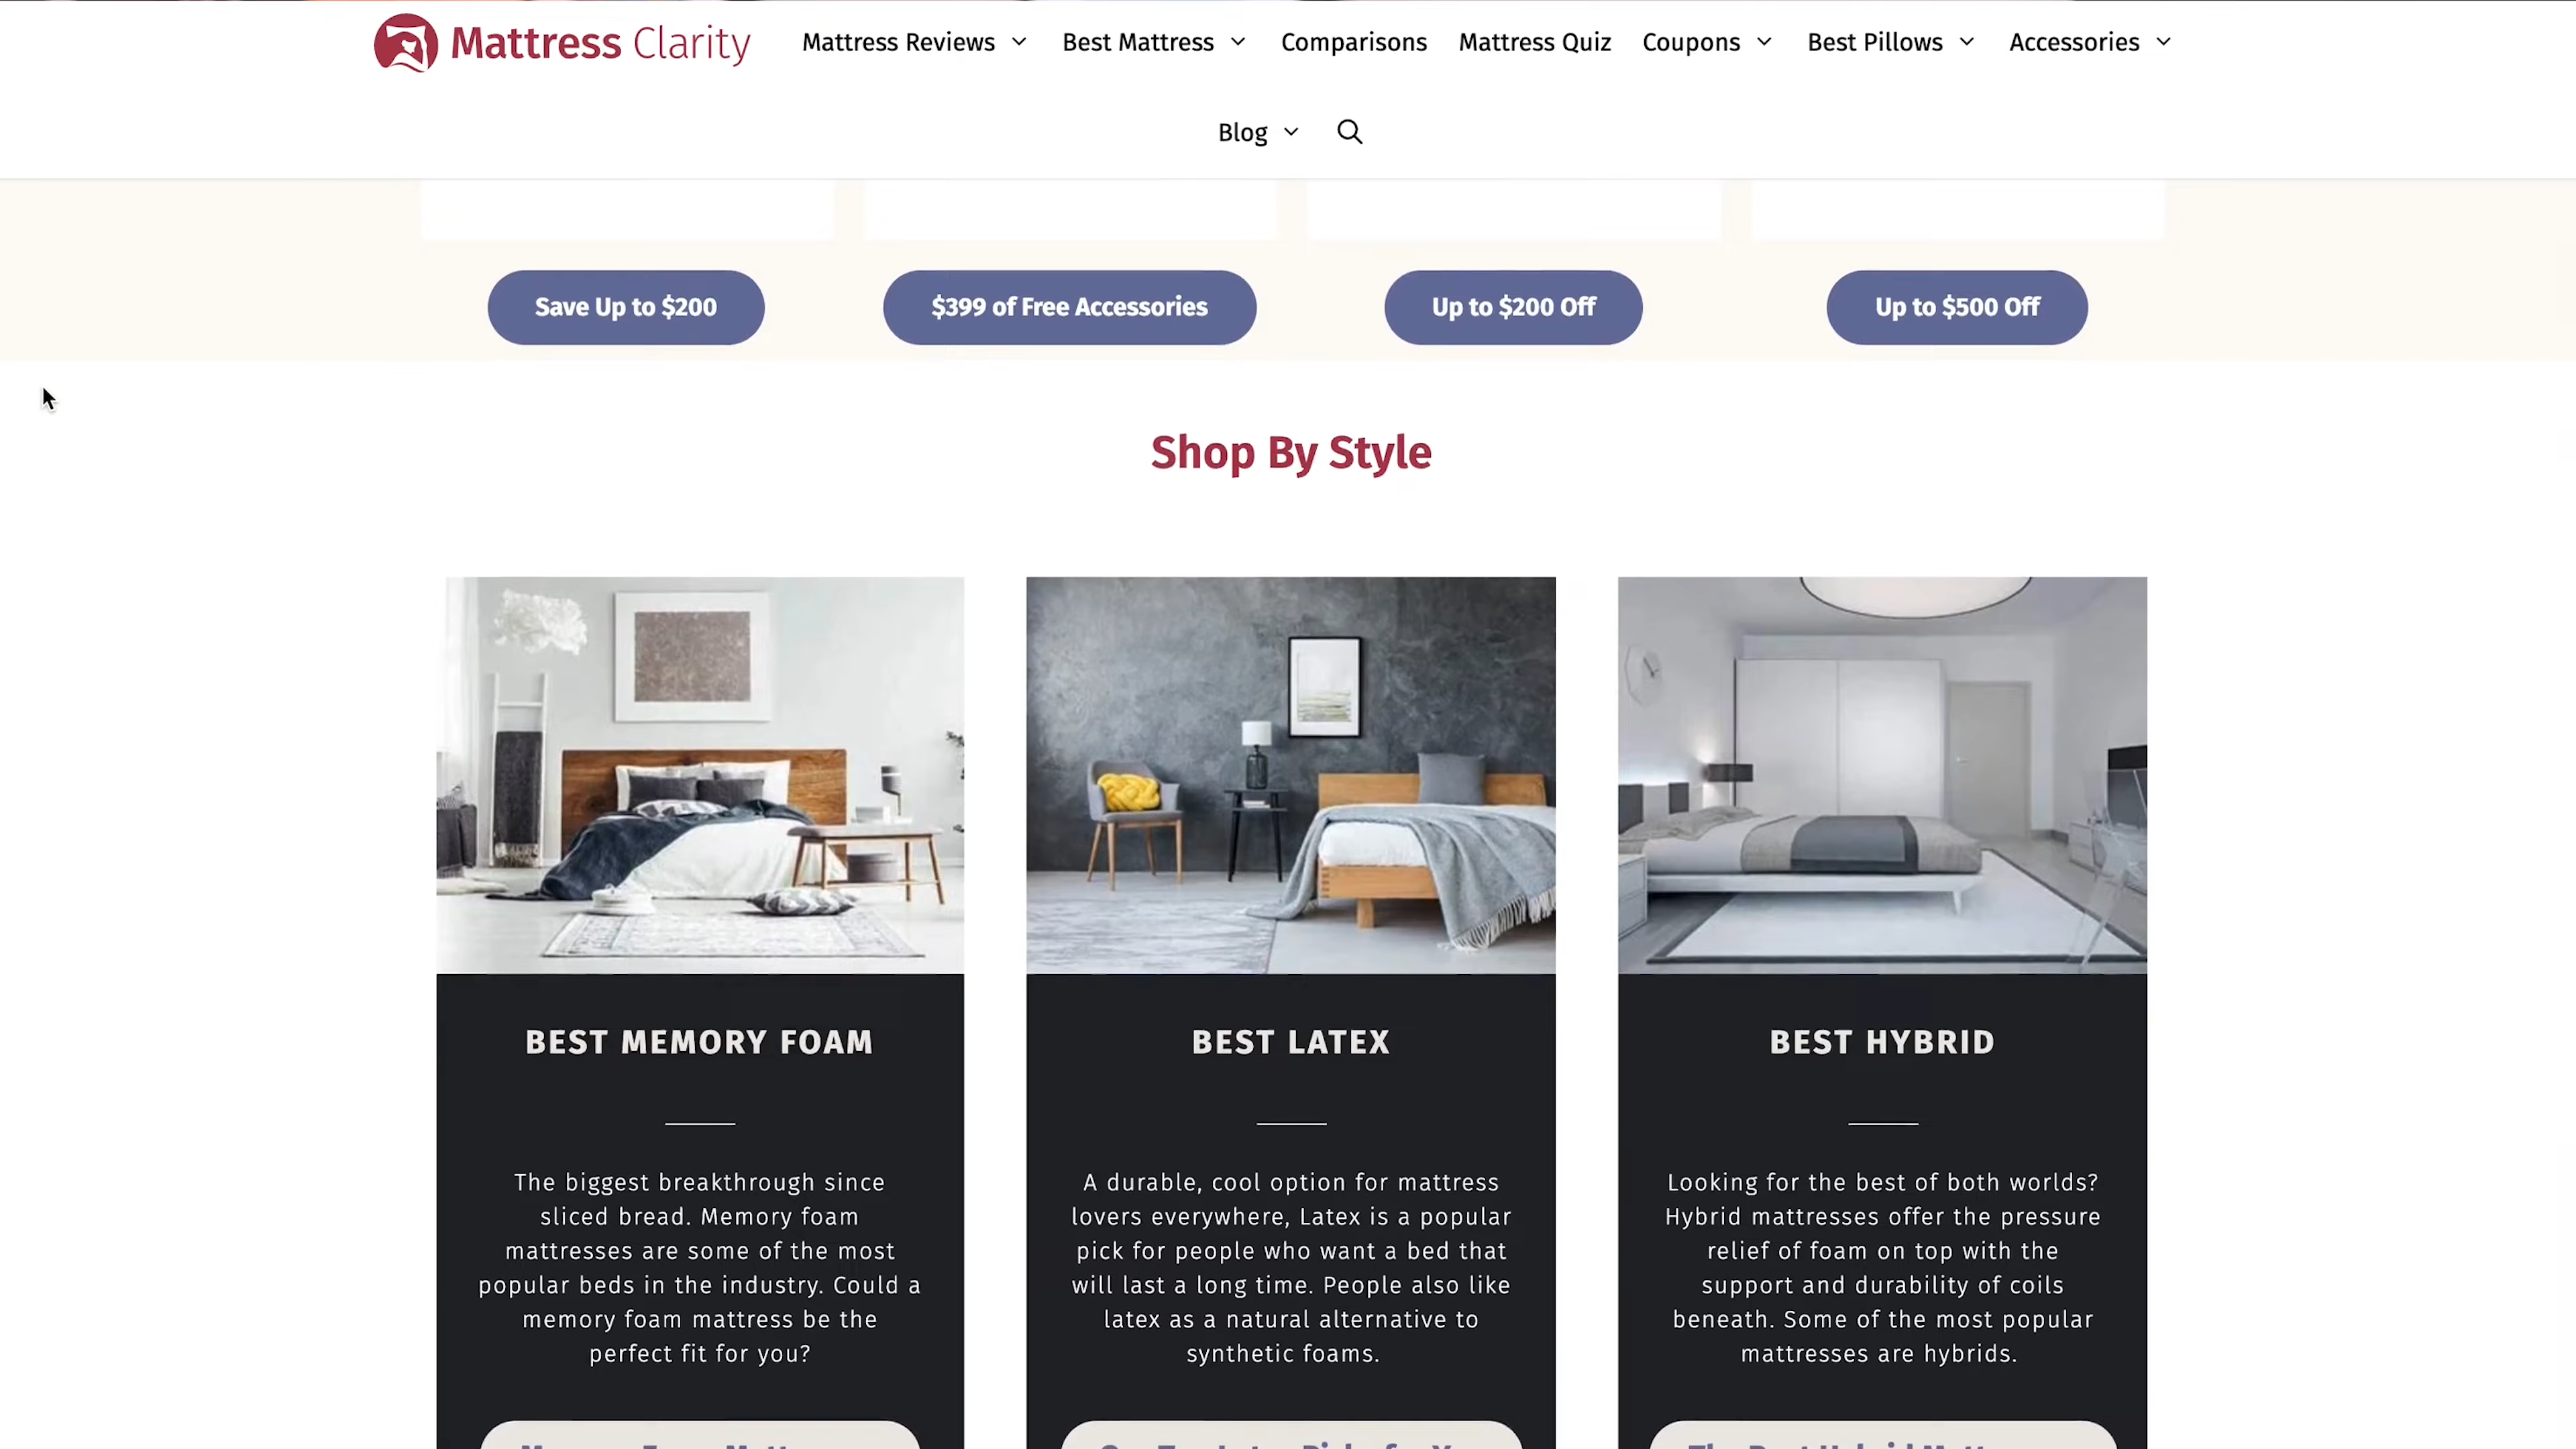 Mattress Clarity
Mattress Reviews
Best Mattress
Comparisons
Mattress Quiz
Coupons
Best Pillows
Accessories
Blog
Save Up to $200
$399 of Free Accessories
Up to $200 Off
Up to $500 Off
Shop By Style
BEST MEMORY FOAM
The biggest breakthrough since
sliced bread. Memory foam
mattresses are some of the most
popular beds in the industry. Could a
memory foam mattress be the
perfect fit for you?
BEST LATEX
A durable, cool option for mattress
lovers everywhere, Latex is a popular
pick for people who want a bed that
will last a long time. People also like
latex as a natural alternative to
synthetic foams.
BEST HYBRID
Looking for the best of both worlds?
Hybrid mattresses offer the pressure
relief of foam on top with the
support and durability of coils
beneath. Some of the most popular
mattresses are hybrids.